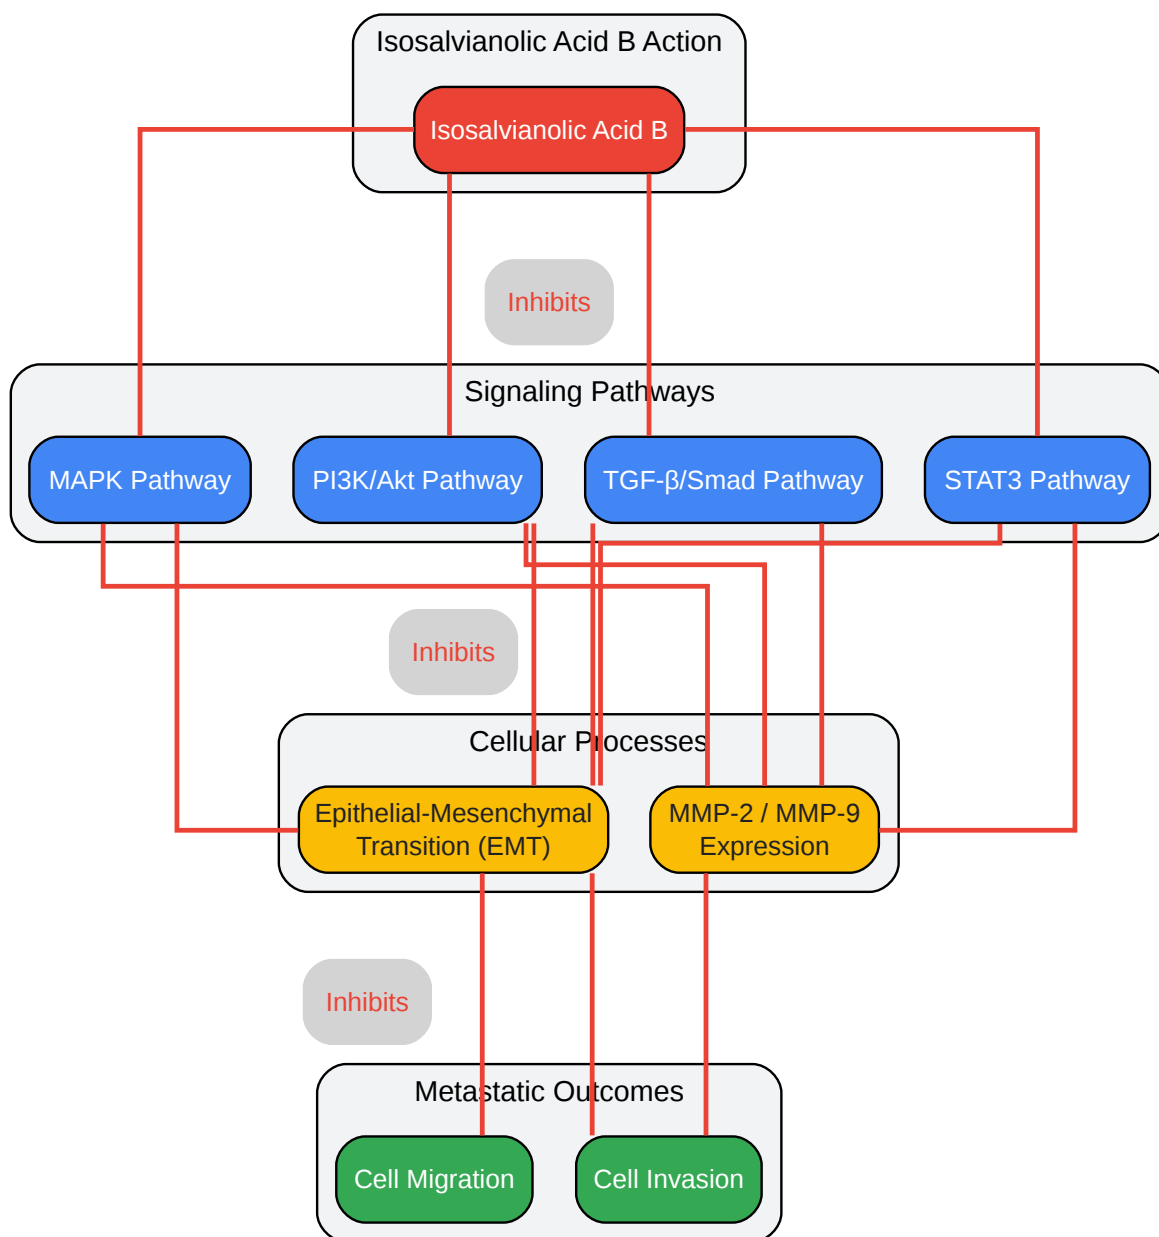 Isosalvianolic Acid B Action
Isosalvianolic Acid B
Inhibits
Signaling Pathways
MAPK Pathway
PI3K/Akt Pathway
TGF-β/Smad Pathway
STAT3 Pathway
Inhibits
Cellular Processes
Epithelial-Mesenchymal
Transition (EMT)
MMP-2 / MMP-9
Expression
Inhibits
Metastatic Outcomes
Cell Migration
Cell Invasion